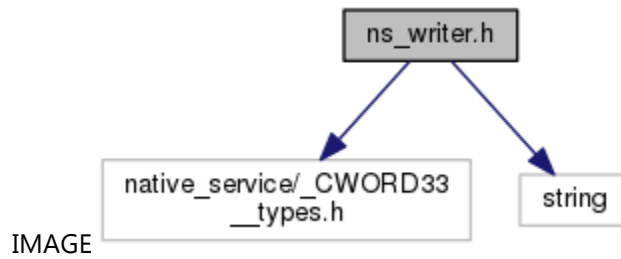 ns_writer.h
native_service/_CWORD33
__types.h
string
IMAGE